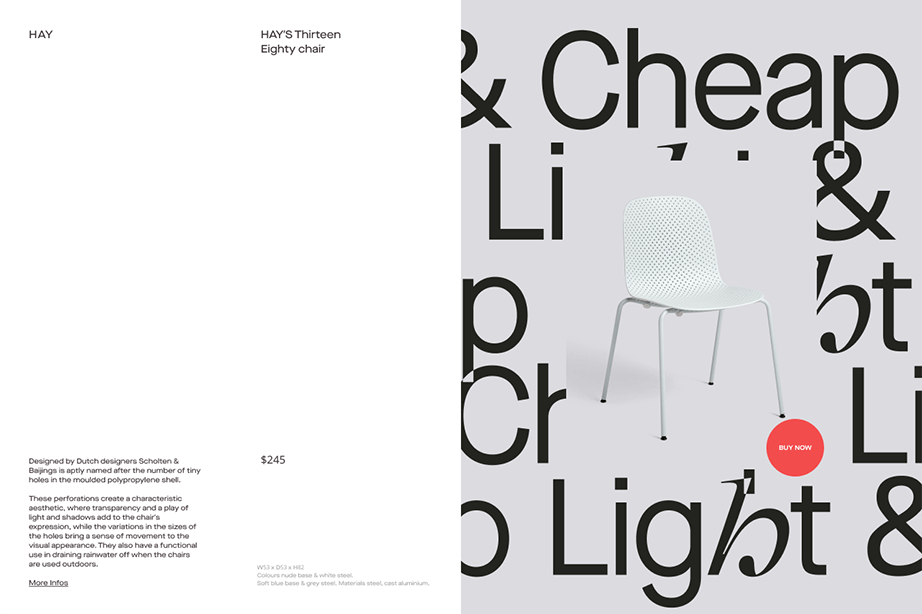 HAY
HAY'S Thirteen
Eighty chair
Designed by Dutch designers Scholten &
Baijings is aptly named after the number of tiny
holes in the moulded polypropylene shell.
These perforations create a characteristic
aesthetic, where transparency and a play of
light and shadows add to the chair's
expression, while the variations in the sizes of
the holes bring a sense of movement to the
visual appearance. They also have a functional
use in draining rainwater off when the chairs
are used outdoors.
More Infos
$245
W53 x D53 x H82
Colours nude base & white steel,
Soft blue base & grey steel. Materials steel, cast aluminium.
& Cheap
Li &
p ht
Ch Li
p Light &
BUY NOW